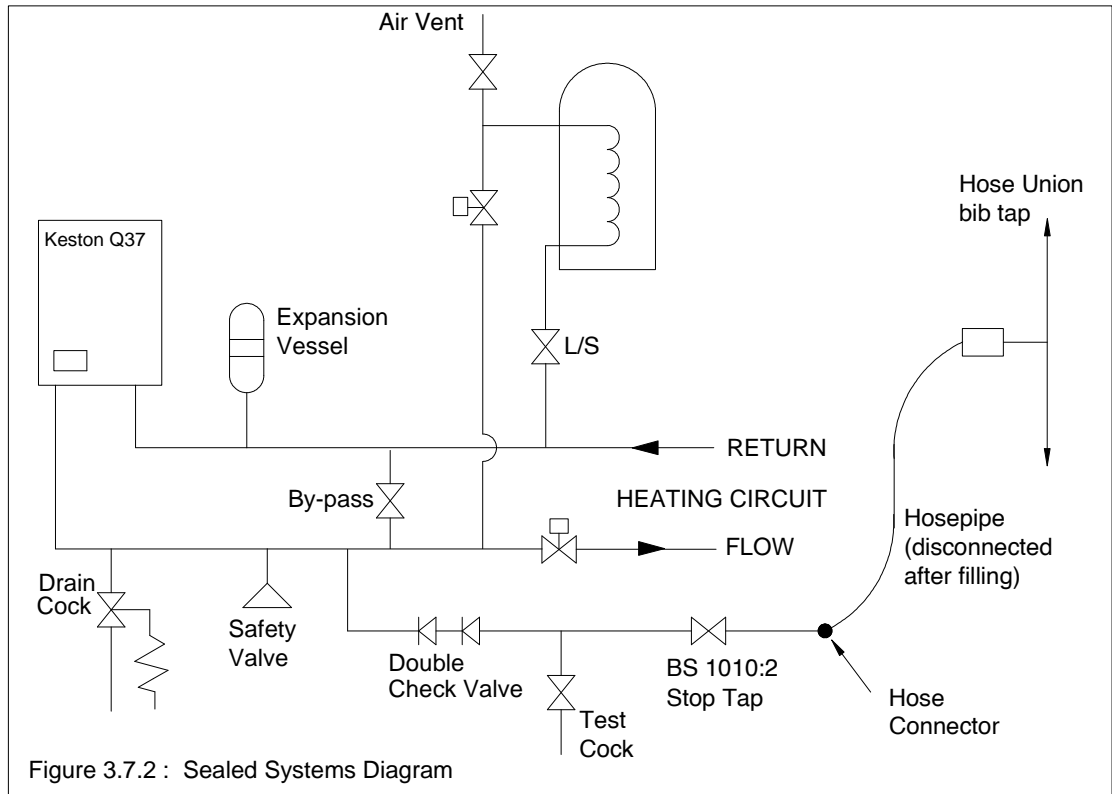 Air Vent
Hose Union
bib tap
Keston Q37
Expansion
Vessel
L/S
RETURN
By-pass
HEATING CIRCUIT
FLOW
Hosepipe
(disconnected
after filling)
Drain
Cock
Safety
Valve
Double
Check Valve
BS 1010:2
Stop Tap
Test
Cock
Hose
Connector
Figure 3.7.2 : Sealed Systems Diagram